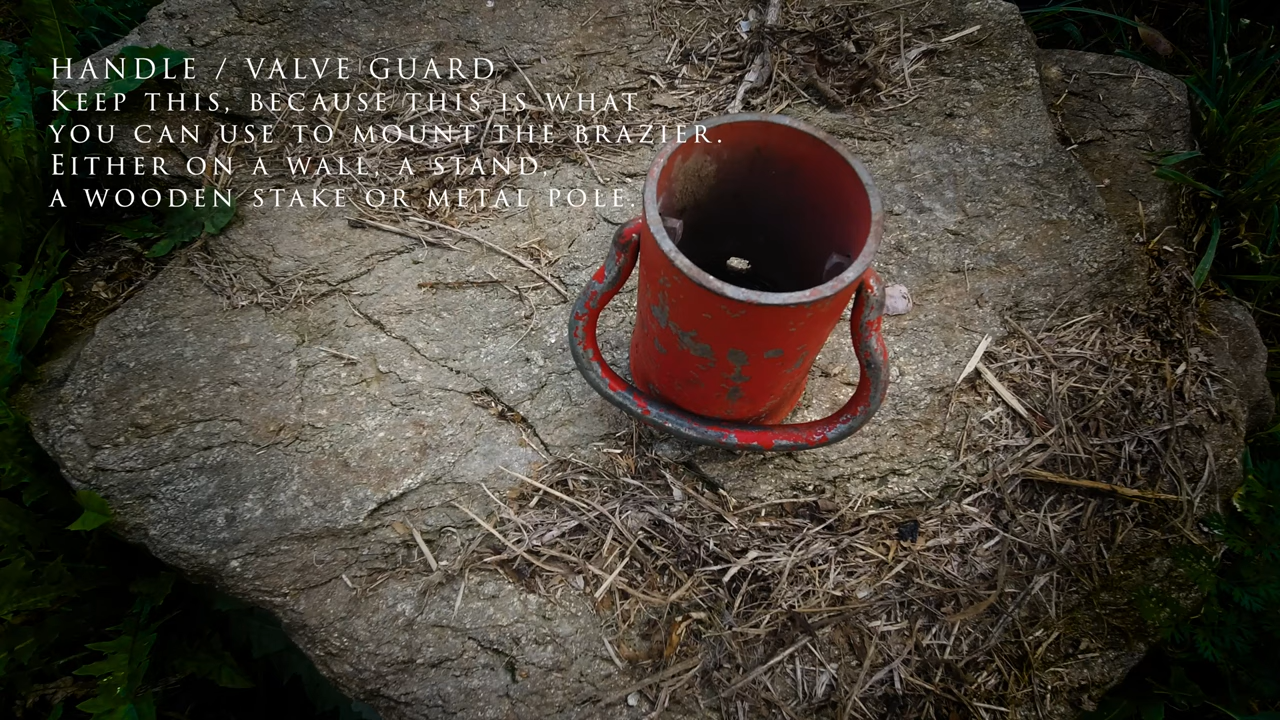 HANDLE / VALVE GUARD
KEEP THIS, BECAUSE THIS IS WHAT
YOU CAN USE TO MOUNT THE BRAZIER.
EITHER ON A WALL, A STAND,
A WOODEN STAKE OR METAL POLE.